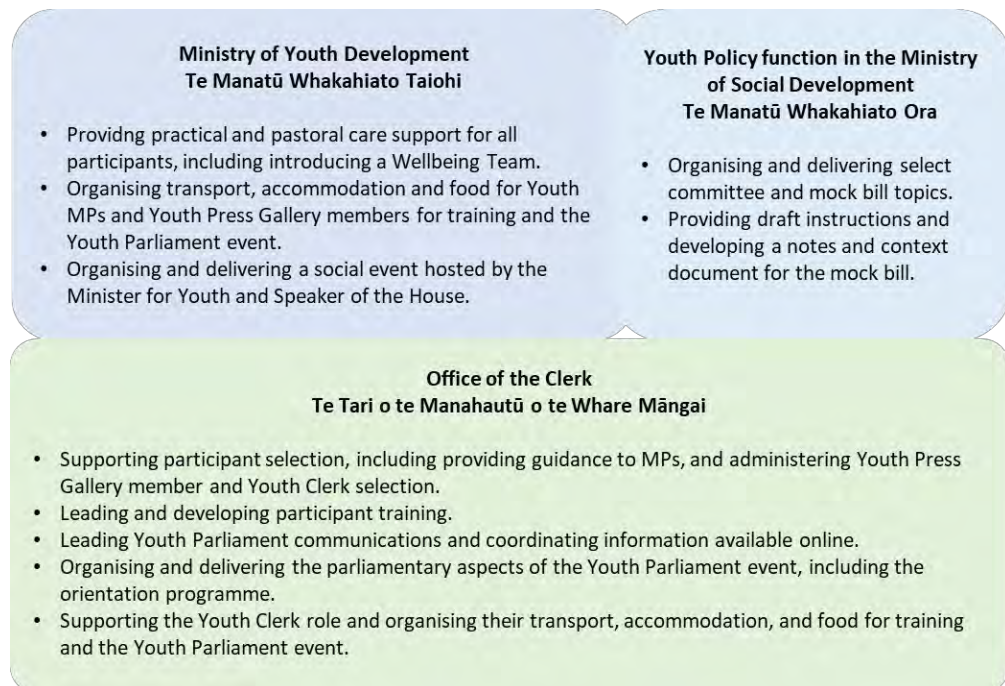 Ministry of Youth Development
Te Manatū Whakahiato Taiohi
• Providng practical and pastoral care support for all
participants, including introducing a Wellbeing Team.
• Organising transport, accommodation and food for Youth
MPs and Youth Press Gallery members for training and the
Youth Parliament event.
• Organising and delivering a social event hosted by the
Minister for Youth and Speaker of the House.
Youth Policy function in the Ministry
of Social Development
Te Manatū Whakahiato Ora
• Organising and delivering select
committee and mock bill topics.
• Providing draft instructions and
developing a notes and context
document for the mock bill.
Office of the Clerk
Te Tari o te Manahautū o te Whare Māngai
• Supporting participant selection, including providing guidance to MPs, and administering Youth Press
Gallery member and Youth Clerk selection.
• Leading and developing participant training.
• Leading Youth Parliament communications and coordinating information available online.
• Organising and delivering the parliamentary aspects of the Youth Parliament event, including the
orientation programme.
• Supporting the Youth Clerk role and organising their transport, accommodation, and food for training
and the Youth Parliament event.